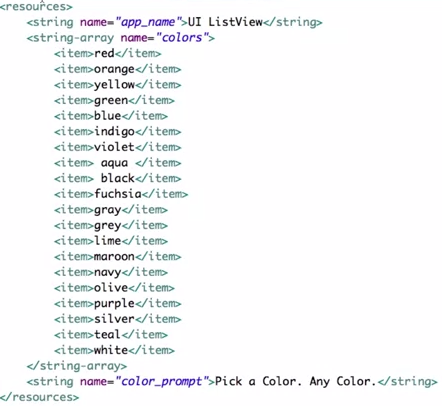 <resources>
    <string name="app_name">UI ListView</string>
    <string-array name="colors">
        <item>red</item>
        <item>orange</item>
        <item>yellow</item>
        <item>green</item>
        <item>blue</item>
        <item>indigo</item>
        <item>violet</item>
        <item> aqua </item>
        <item> black</item>
        <item>fuchsia</item>
        <item>gray</item>
        <item>grey</item>
        <item>lime</item>
        <item>maroon</item>
        <item>navy</item>
        <item>olive</item>
        <item>purple</item>
        <item>silver</item>
        <item>teal</item>
        <item>white</item>
    </string-array>
    <string name="color_prompt">Pick a Color. Any Color.</string>
</resources>